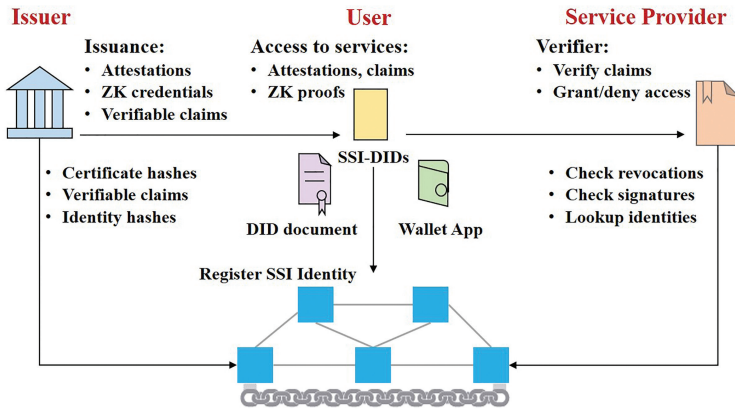 Issuer
User
Service Provider
Issuance:
• Attestations
• ZK credentials
• Verifiable claims
Access to services:
• Attestations, claims
• ZK proofs
Verifier:
• Verify claims
• Grant/deny access
SSI-DIDs
• Certificate hashes
• Verifiable claims
• Identity hashes
DID document
Wallet App
• Check revocations
• Check signatures
• Lookup identities
Register SSI Identity